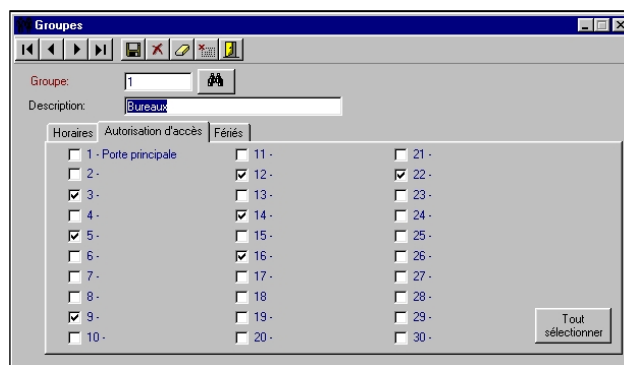 Groupes
Groupe: 1
Description: Bureaux
Horaires Autorisation d'accès Fériés
1 - Porte principale 11 - 21 -
2 - 12 - 22 -
3 - 13 - 23 -
4 - 14 - 24 -
5 - 15 - 25 -
6 - 16 - 26 -
7 - 17 - 27 -
8 - 18 28 -
9 - 19 - 29 -
10 - 20 - 30 -
Tout
sélectionner